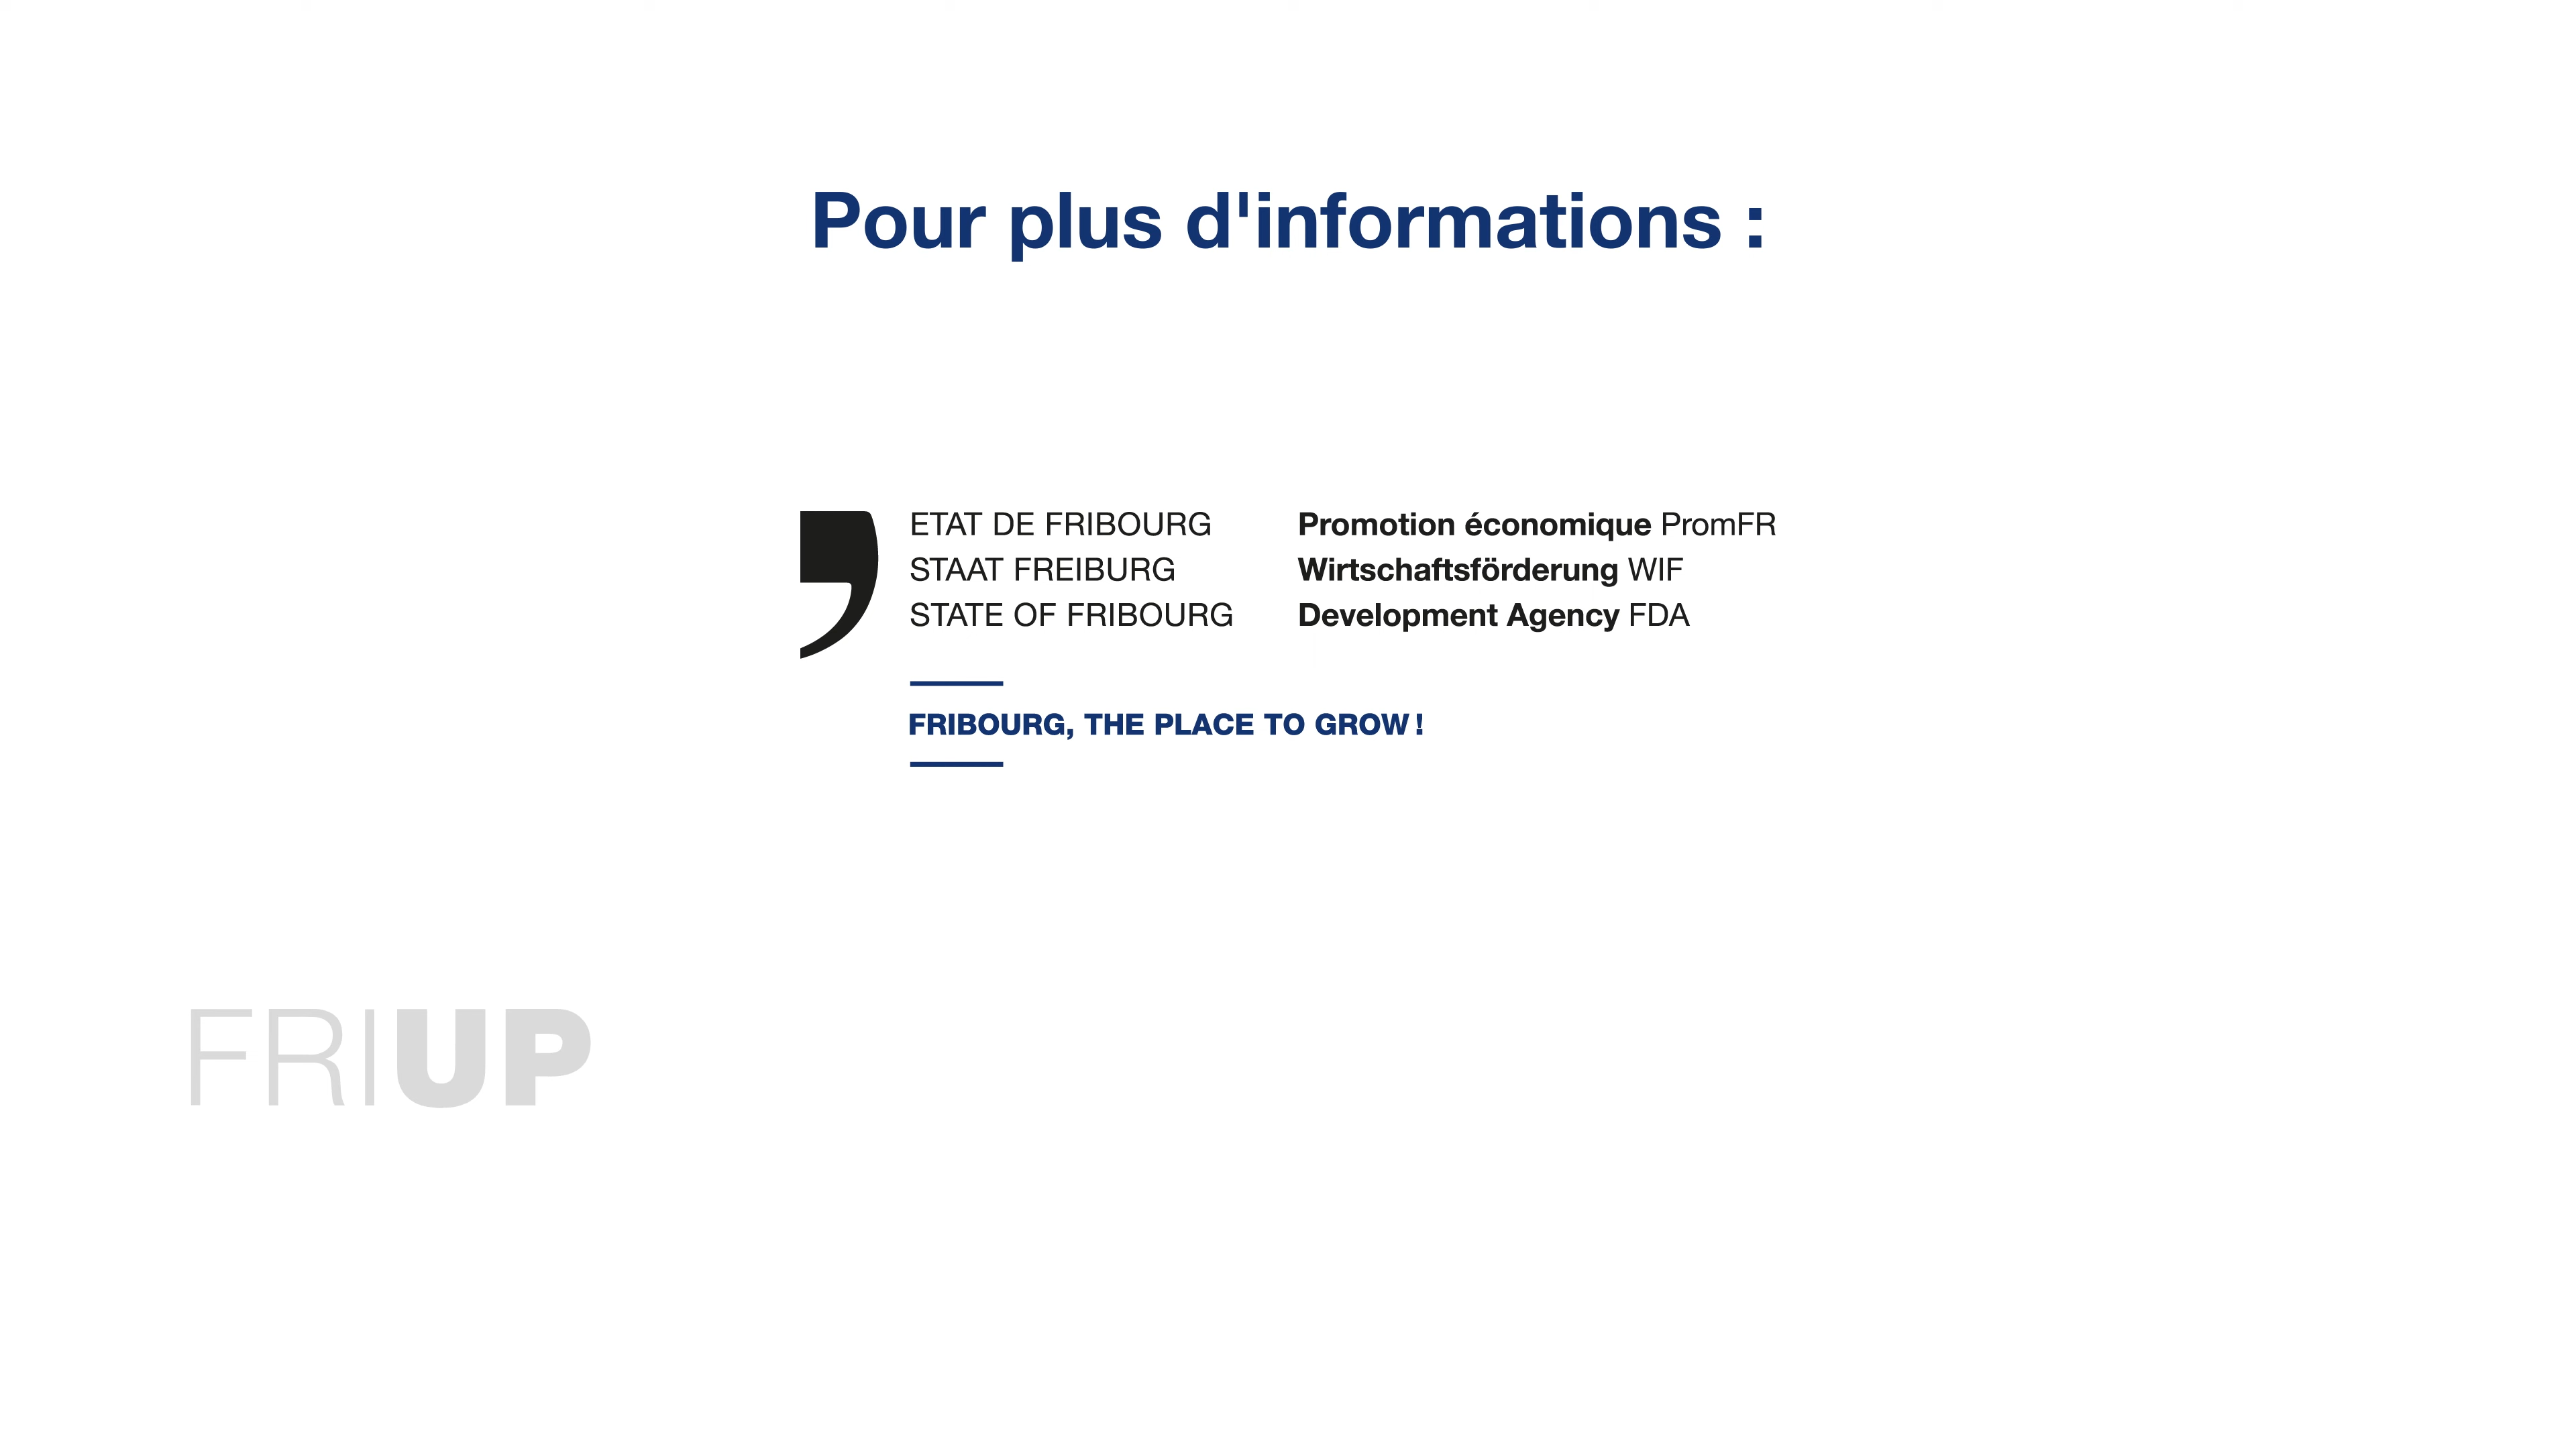 Pour plus d'informations :
ETAT DE FRIBOURG
STAAT FREIBURG
STATE OF FRIBOURG
Promotion économique PromFR
Wirtschaftsförderung WIF
Development Agency FDA
FRIBOURG, THE PLACE TO GROW !
FRIUP